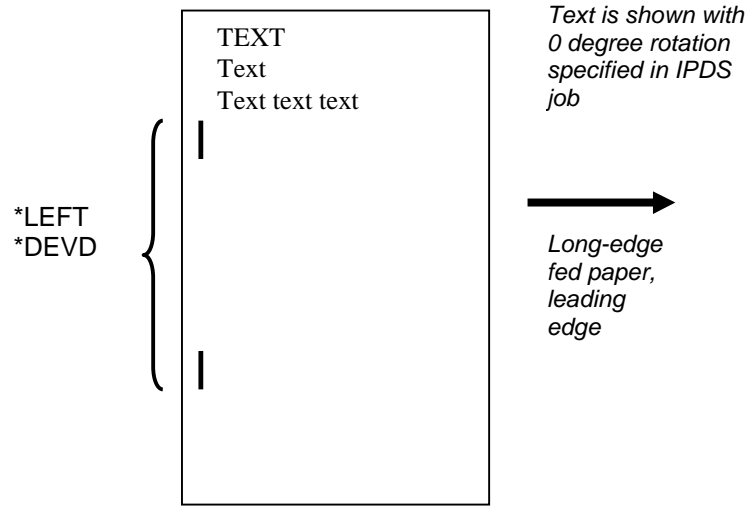 TEXT
Text
Text text text
*LEFT
*DEVD
Text is shown with
0 degree rotation
specified in IPDS
job
Long-edge
fed paper,
leading
edge